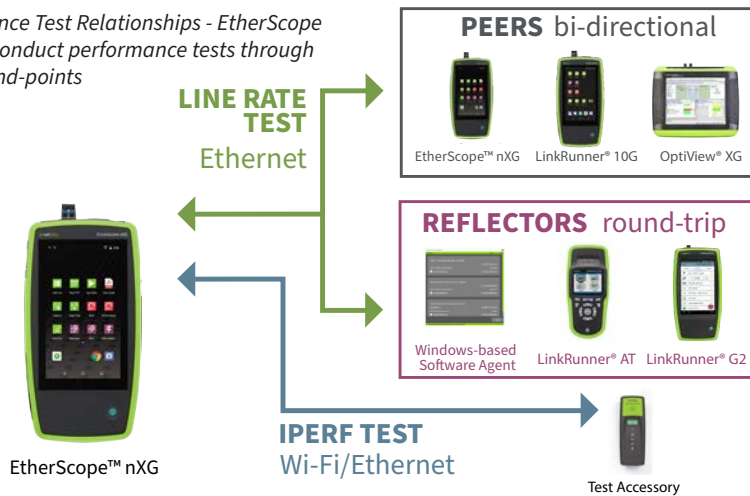 nce Test Relationships - EtherScope
onduct performance tests through
nd-points
LINE RATE
TEST
Ethernet
PEERS bi-directional
EtherScope™ nXG LinkRunner® 10G OptiView® XG
REFLECTORS round-trip
Windows-based
Software Agent
LinkRunner® AT LinkRunner® G2
EtherScope™ nXG
IPERF TEST
Wi-Fi/Ethernet
Test Accessory